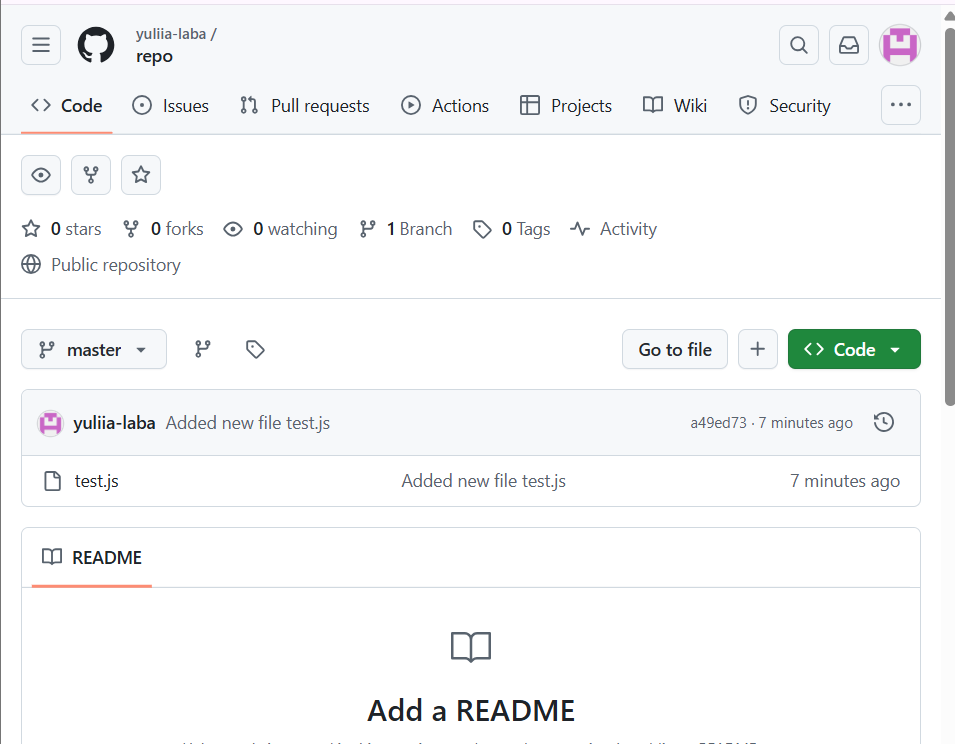 yuliia-laba /
repo
Code Issues Pull requests Actions Projects Wiki Security
0 stars 0 forks 0 watching 1 Branch 0 Tags Activity
Public repository
master Go to file Code
yuliia-laba Added new file test.js a49ed73 · 7 minutes ago
test.js Added new file test.js 7 minutes ago
README
Add a README